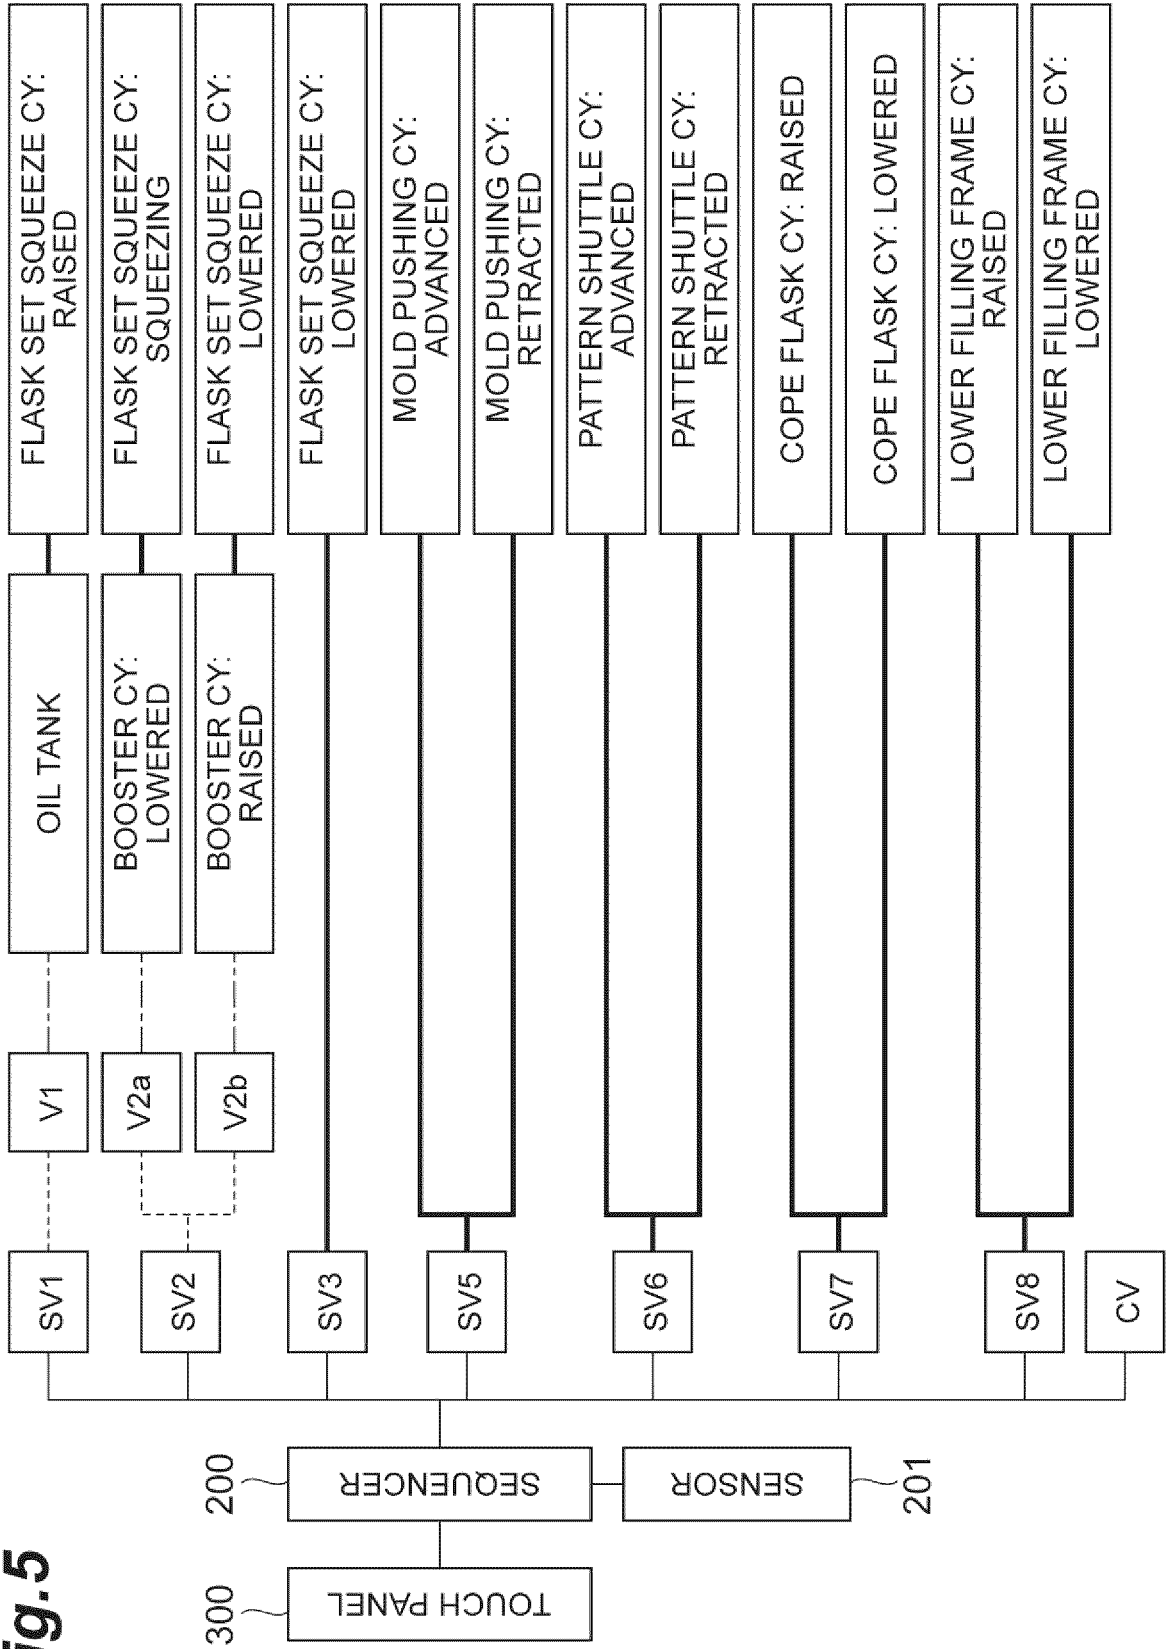 ig.5
300
TOUCH PANEL
200
SEQUENCER
SENSOR
201
SV1
SV2
SV3
SV5
SV6
SV7
SV8
CV
V1
V2a
V2b
OIL TANK
BOOSTER CY:
LOWERED
BOOSTER CY:
RAISED
FLASK SET SQUEEZE CY:
RAISED
FLASK SET SQUEEZE CY:
SQUEEZING
FLASK SET SQUEEZE CY:
LOWERED
FLASK SET SQUEEZE CY:
LOWERED
MOLD PUSHING CY:
ADVANCED
MOLD PUSHING CY:
RETRACTED
PATTERN SHUTTLE CY:
ADVANCED
PATTERN SHUTTLE CY:
RETRACTED
COPE FLASK CY: RAISED
COPE FLASK CY: LOWERED
LOWER FILLING FRAME CY:
RAISED
LOWER FILLING FRAME CY:
LOWERED